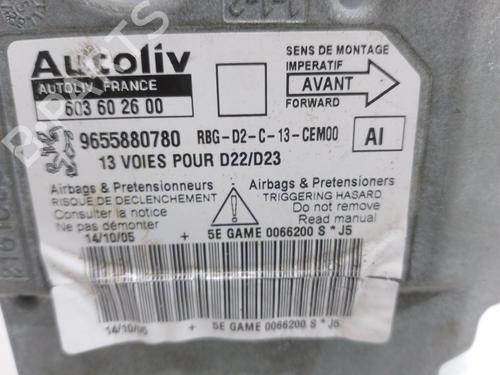 Autoliv
AUTOLIV FRANCE
603 60 26 00
SENS DE MONTAGE
IMPERATIF
AVANT
FORWARD
9655880780 RBG-D2-C-13-CEM00 AI
13 VOIES POUR D22/D23
Airbags & Pretensionneurs
RISQUE DE DECLENCHEMENT
Consulter la notice
Ne pas démonter
Airbags & Pretensioners
TRIGGERING HASARD
Do not remove
Read manual
14/10/05 + 5E GAME 0066200 S * J5
14/10/05 + 5E GAME 0066200 S * J5